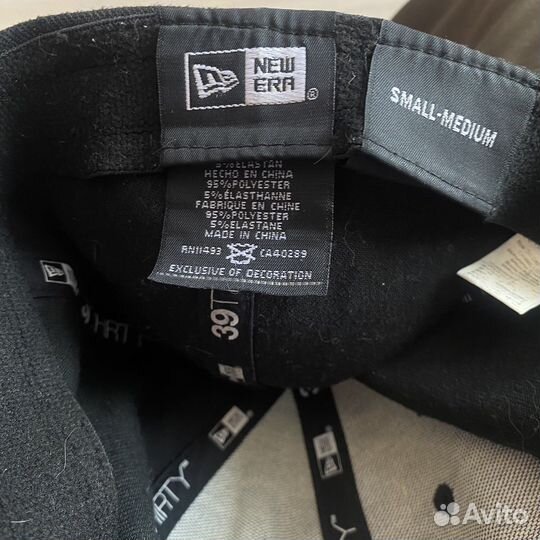 NEW
ERA
®
SMALL-MEDIUM
5%ELASTAN
HECHO EN CHINA
95%POLYESTER
5%ELASTHANNE
FABRIQUE EN CHINE
95%POLYESTER
5%ELASTANE
MADE IN CHINA
RN11493 CA40289
EXCLUSIVE OF DECORATION
39T
Avito